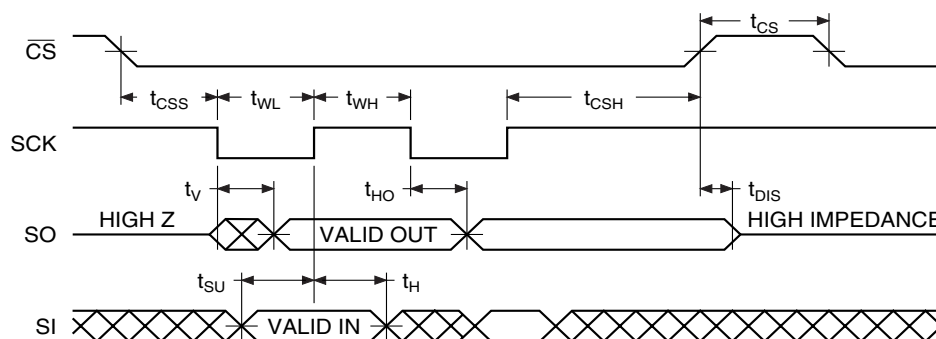 tCS
CS
tCSS tWL tWH tCSH
SCK
tV tHO tDIS
HIGH Z HIGH IMPEDANCE
SO VALID OUT
tSU tH
SI VALID IN